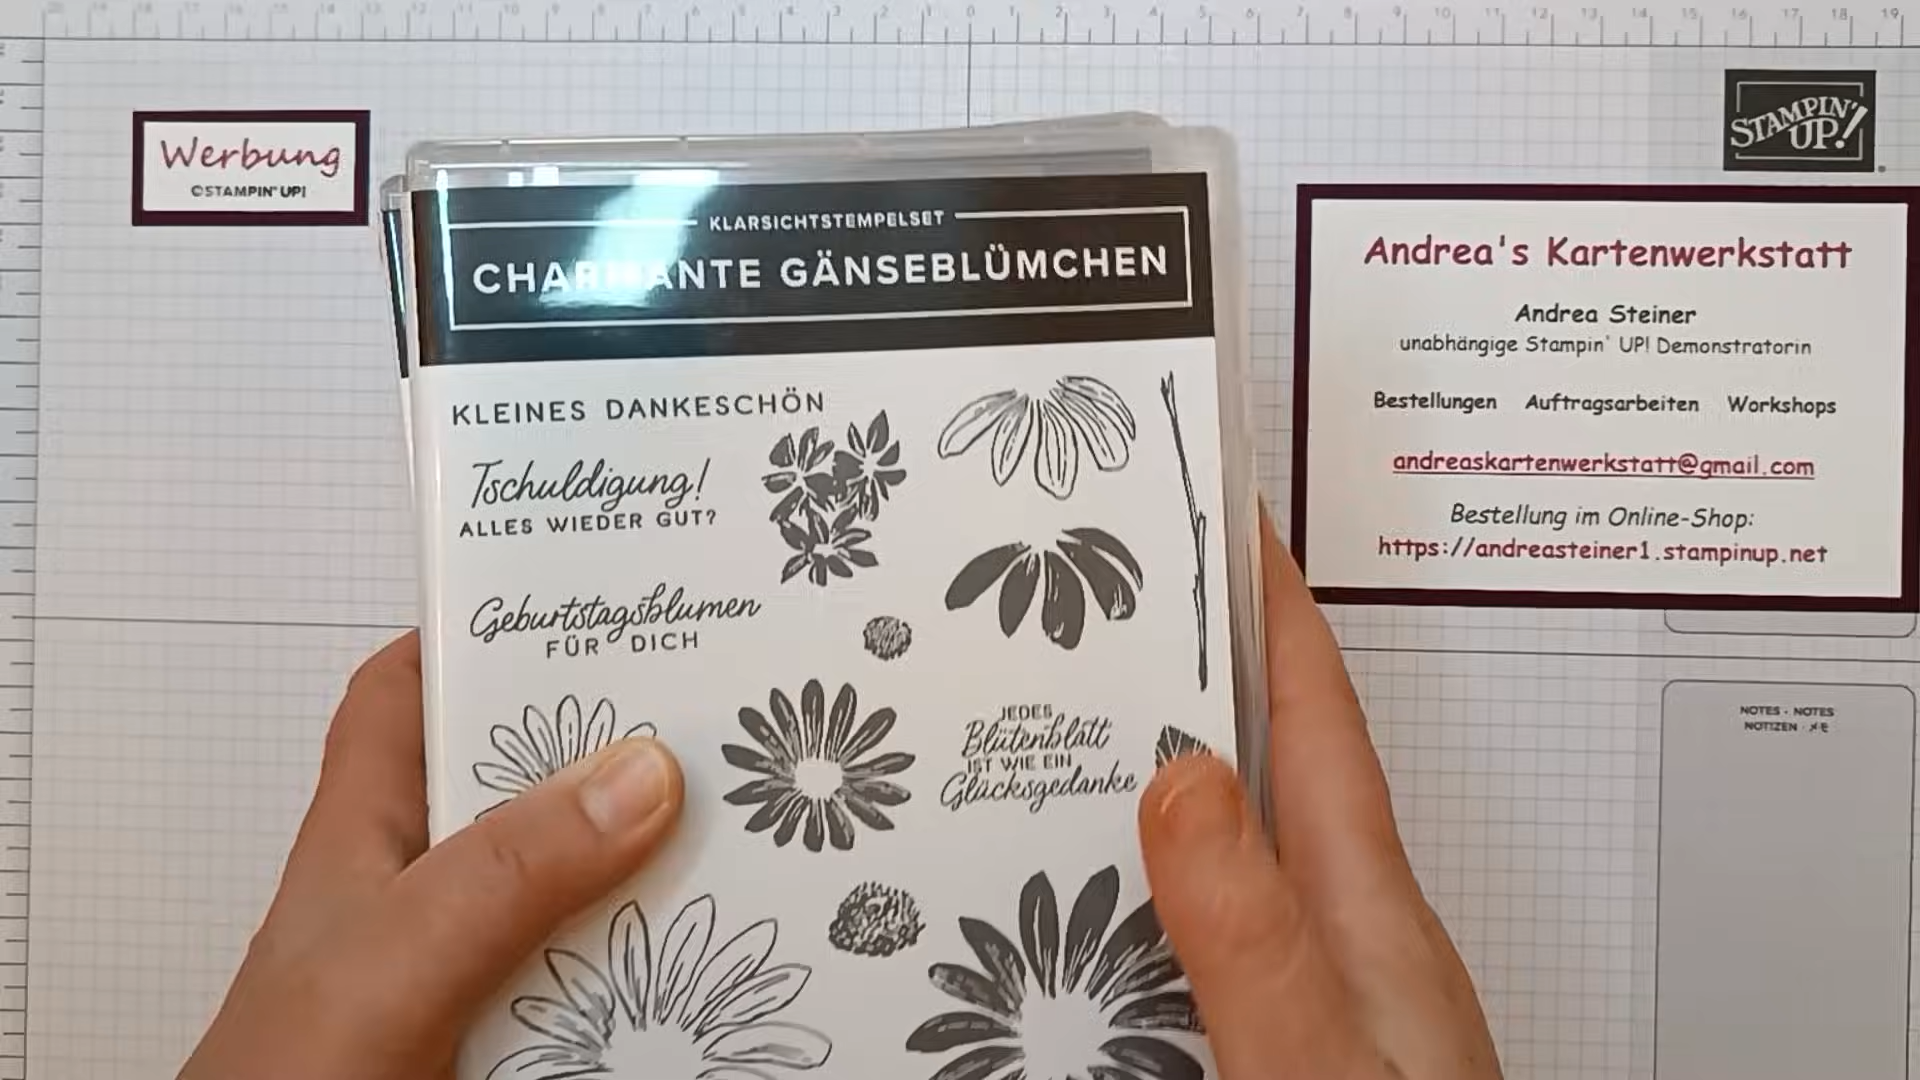 Werbung
©STAMPIN' UP!
KLARSICHTSTEMPELSET
CHARMANTE GÄNSEBLÜMCHEN
KLEINES DANKESCHÖN
Tschuldigung!
ALLES WIEDER GUT?
Geburtstagsblumen
FÜR DICH
JEDES
Blütenblatt
IST WIE EIN
Glücksgedanke
STAMPIN'
UP!
Andrea's Kartenwerkstatt
Andrea Steiner
unabhängige Stampin' UP! Demonstratorin
Bestellungen Auftragsarbeiten Workshops
andreaskartenwerkstatt@gmail.com
Bestellung im Online-Shop:
https://andreasteiner1.stampinup.net
NOTES • NOTES
NOTIZEN •